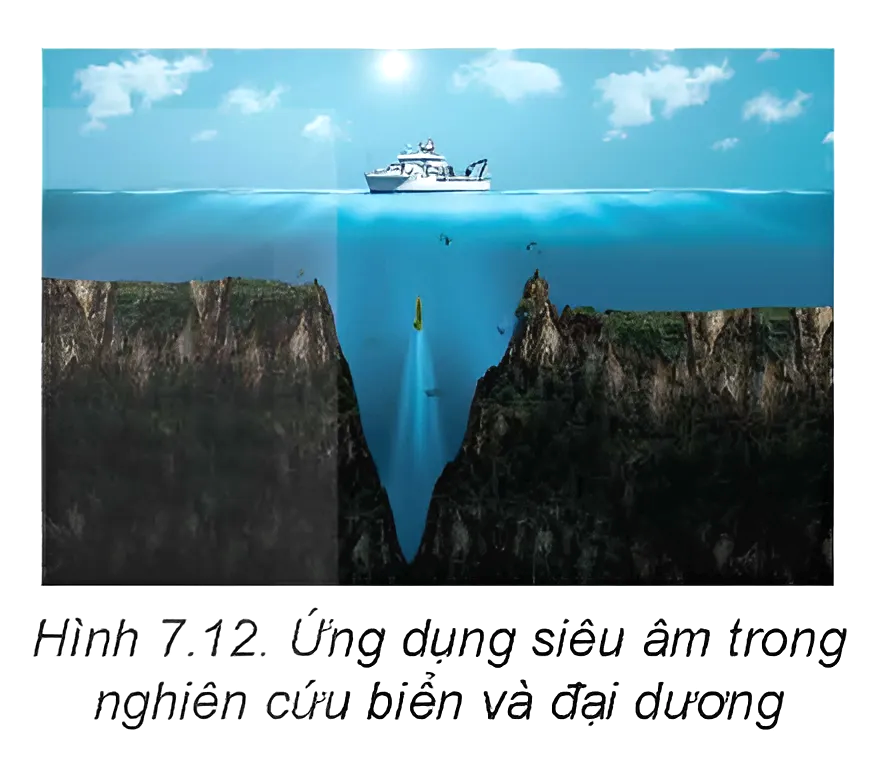 Hình 7.12. Ứng dụng siêu âm trong
nghiên cứu biển và đại dương